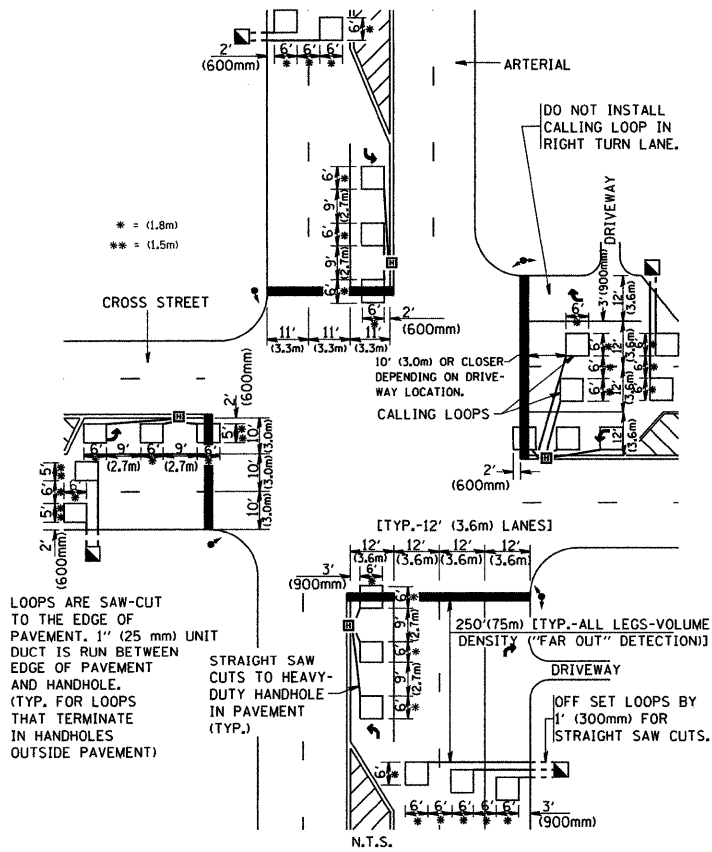 6'
2'
(600mm)
6' 6' 6'
* * *
ARTERIAL
DO NOT INSTALL
CALLING LOOP IN
RIGHT TURN LANE.
DRIVEWAY
* = (1.8m)
** = (1.5m)
6'
9'
(2.7m)
6'
9'
(2.7m)
6'
6'
2'
(600mm)
11' 11' 11'
(3.3m) (3.3m) (3.3m)
CROSS STREET
3'(900mm)
12'
(3.6m)
6'
12'
(3.6m)
6'
6'
6'
12'
(3.6m)
6'
6'
12'
(3.6m)
10' (3.0m) OR CLOSER
DEPENDING ON DRIVE-
WAY LOCATION.
CALLING LOOPS
2'
(600mm)
2'
(600mm)
5'
10'
(3.0m)
10'
(3.0m)
10'
(3.0m)
6' 9' 6' 9' 6'
(2.7m) * (2.7m) *
5'
6'
5'
6'
2'
(600mm)
[TYP.-12' (3.6m) LANES]
12' 12' 12' 12'
(3.6m) (3.6m) (3.6m) (3.6m)
3'
(900mm)
6'
6'
9'
(2.7m)
6'
9'
(2.7m)
6'
250'(75m) [TYP.-ALL LEGS-VOLUME
DENSITY ("FAR OUT" DETECTION)]
DRIVEWAY
LOOPS ARE SAW-CUT
TO THE EDGE OF
PAVEMENT. 1" (25 mm) UNIT
DUCT IS RUN BETWEEN
EDGE OF PAVEMENT
AND HANDHOLE.
(TYP. FOR LOOPS
THAT TERMINATE
IN HANDHOLES
OUTSIDE PAVEMENT)
STRAIGHT SAW
CUTS TO HEAVY-
DUTY HANDHOLE
IN PAVEMENT
(TYP.)
OFF SET LOOPS BY
1' (300mm) FOR
STRAIGHT SAW CUTS.
6'
6' 6' 6' 6' 6'
* * * * *
3'
(900mm)
N.T.S.